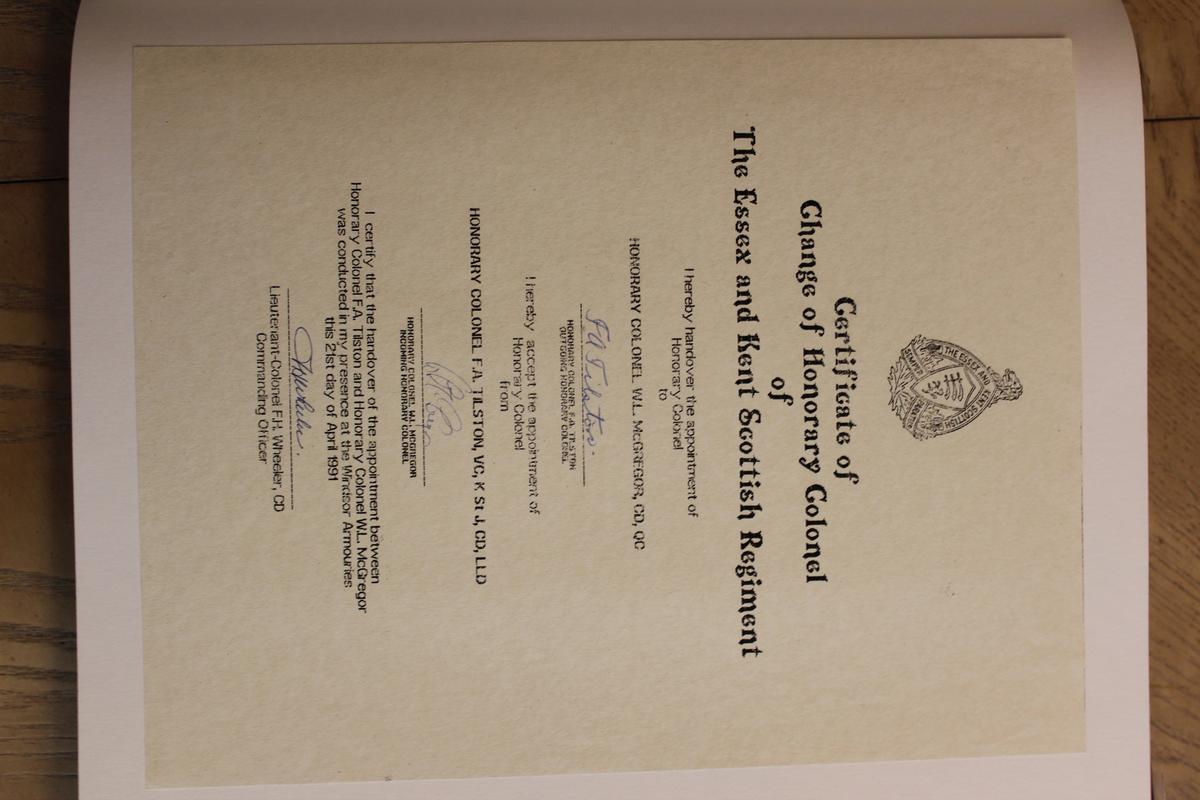 THE ESSEX AND KENT SCOTTISH
SEMPER
Certificate of
Change of Honorary Colonel
of
The Essex and Kent Scottish Regiment
I hereby handover the appointment of
Honorary Colonel
to
HONORARY COLONEL W.L. McGREGOR, CD, QC
F A Tilston
HONORARY COLONEL F.A. TILSTON
OUTGOING HONORARY COLONEL
I hereby accept the appointment of
Honorary Colonel
from
HONORARY COLONEL F.A. TILSTON, VC, K St J, CD, LLD
HONORARY COLONEL W.L. MCGREGOR
INCOMING HONORARY COLONEL
I certify that the handover of the appointment between
Honorary Colonel F.A. Tilston and Honorary Colonel W.L. McGregor
was conducted in my presence at the Windsor Armouries
this 21st day of April 1991
Lieutenant-Colonel F.H. Wheeler, CD
Commanding Officer